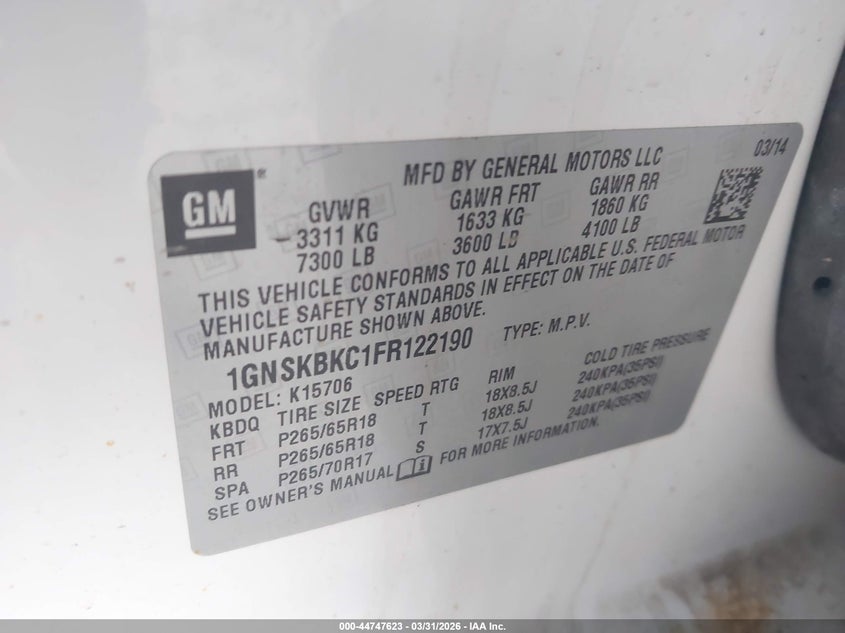 GM
MFD BY GENERAL MOTORS LLC
03/14
GVWR GAWR FRT GAWR RR
3311 KG 1633 KG 1860 KG
7300 LB 3600 LB 4100 LB
THIS VEHICLE CONFORMS TO ALL APPLICABLE U.S. FEDERAL MOTOR
VEHICLE SAFETY STANDARDS IN EFFECT ON THE DATE OF
MANUFACTURE SHOWN ABOVE.
1GNSKBKC1FR122190 TYPE: M.P.V.
MODEL: K15706
KBDQ TIRE SIZE SPEED RTG RIM COLD TIRE PRESSURE
FRT P265/65R18 T 18X8.5J 240KPA(35PSI)
RR P265/65R18 T 18X8.5J 240KPA(35PSI)
SPA P265/70R17 S 17X7.5J 240KPA(35PSI)
SEE OWNER'S MANUAL FOR MORE INFORMATION.
000-44747623 - 03/31/2026 - IAA Inc.